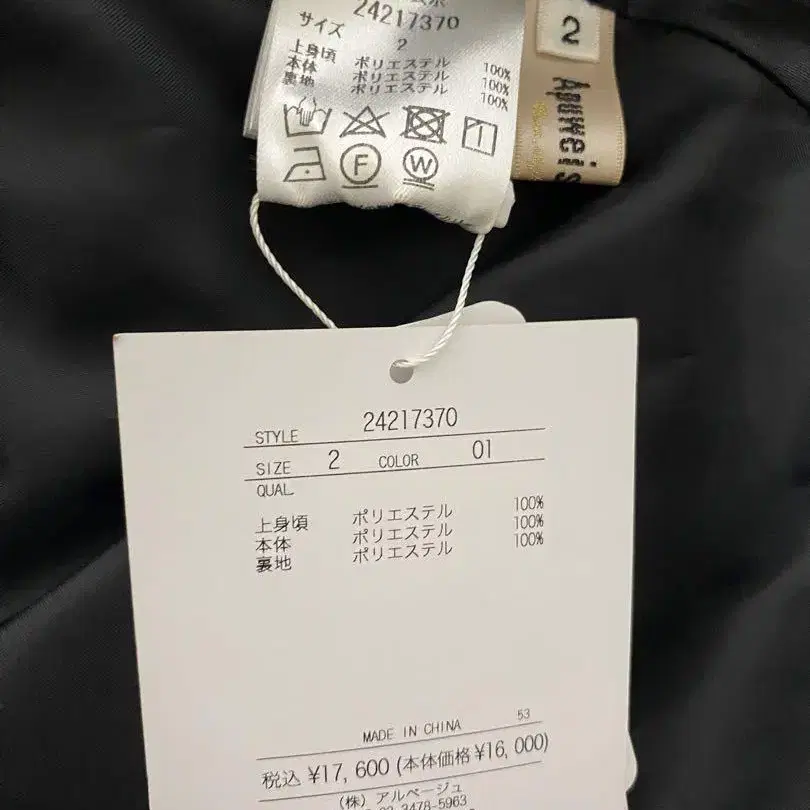 24217370
サイズ
2
上身頃 ポリエステル 100%
本体 ポリエステル 100%
裏地 ポリエステル 100%
F
W
2
Apuweis
STYLE 24217370
SIZE 2 COLOR 01
QUAL
上身頃 ポリエステル 100%
本体 ポリエステル 100%
裏地 ポリエステル 100%
MADE IN CHINA 53
税込 ¥17,600 (本体価格¥16,000)
(株) アルページュ
3478-5963